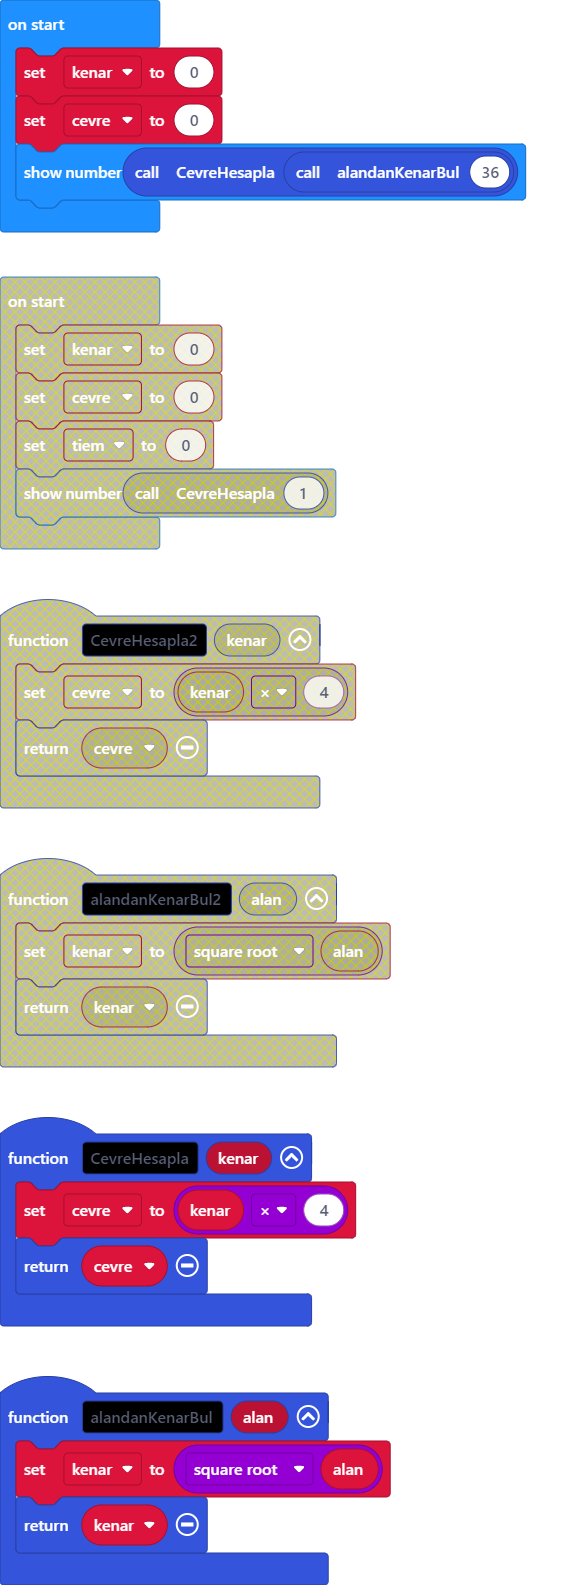 on start
set kenar to 0
set cevre to 0
show number call CevreHesapla call alandanKenarBul 36
on start
set kenar to 0
set cevre to 0
set tiem to 0
show number call CevreHesapla 1
function CevreHesapla2 kenar
set cevre to kenar × 4
return cevre
function alandanKenarBul2 alan
set kenar to square root alan
return kenar
function CevreHesapla kenar
set cevre to kenar × 4
return cevre
function alandanKenarBul alan
set kenar to square root alan
return kenar